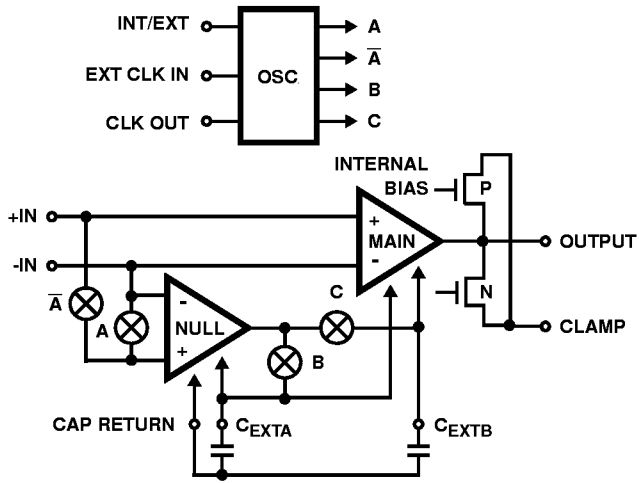 INT/EXT
EXT CLK IN
CLK OUT
OSC.
A
A̅
B
C
INTERNAL
BIAS
P
+IN
-IN
+
MAIN
-
OUTPUT
N
CLAMP
A̅
A
-
NULL
+
C
B
CAP RETURN
CEXTA
CEXTB